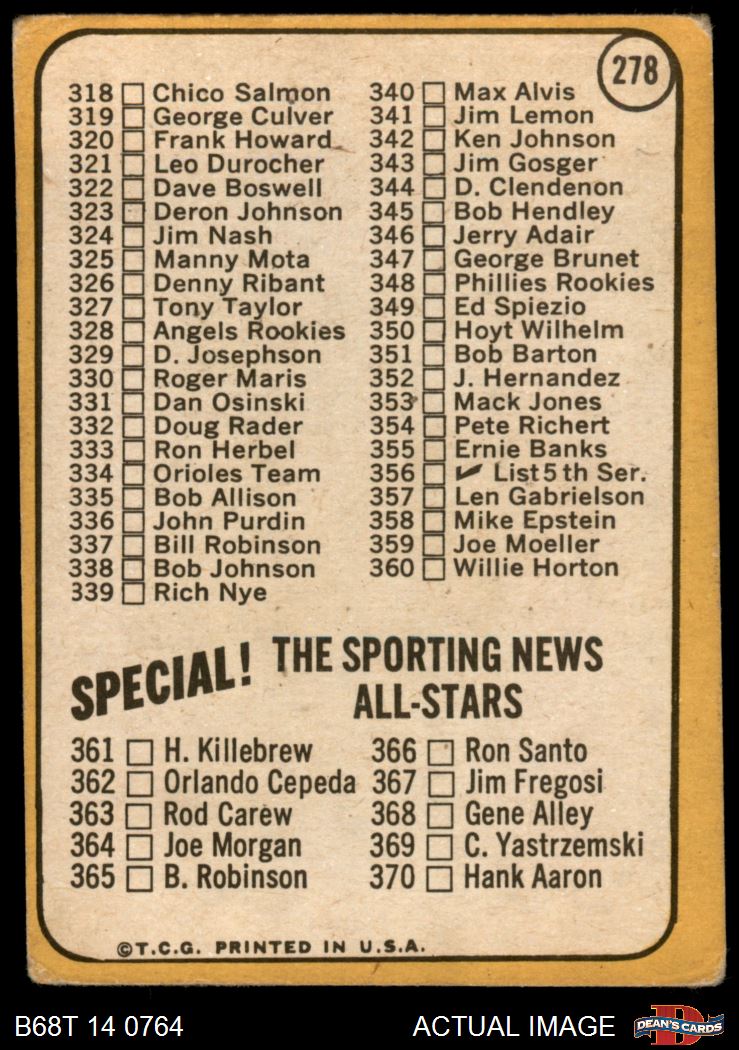 278
318 Chico Salmon
319 George Culver
320 Frank Howard
321 Leo Durocher
322 Dave Boswell
323 Deron Johnson
324 Jim Nash
325 Manny Mota
326 Denny Ribant
327 Tony Taylor
328 Angels Rookies
329 D. Josephson
330 Roger Maris
331 Dan Osinski
332 Doug Rader
333 Ron Herbel
334 Orioles Team
335 Bob Allison
336 John Purdin
337 Bill Robinson
338 Bob Johnson
339 Rich Nye
340 Max Alvis
341 Jim Lemon
342 Ken Johnson
343 Jim Gosger
344 D. Clendenon
345 Bob Hendley
346 Jerry Adair
347 George Brunet
348 Phillies Rookies
349 Ed Spiezio
350 Hoyt Wilhelm
351 Bob Barton
352 J. Hernandez
353 Mack Jones
354 Pete Richert
355 Ernie Banks
356 ✔ List 5th Ser.
357 Len Gabrielson
358 Mike Epstein
359 Joe Moeller
360 Willie Horton
SPECIAL! THE SPORTING NEWS
ALL-STARS
361 H. Killebrew
362 Orlando Cepeda
363 Rod Carew
364 Joe Morgan
365 B. Robinson
366 Ron Santo
367 Jim Fregosi
368 Gene Alley
369 C. Yastrzemski
370 Hank Aaron
©T.C.G. PRINTED IN U.S.A.
B68T 14 0764
ACTUAL IMAGE
D
DEAN'S CARDS